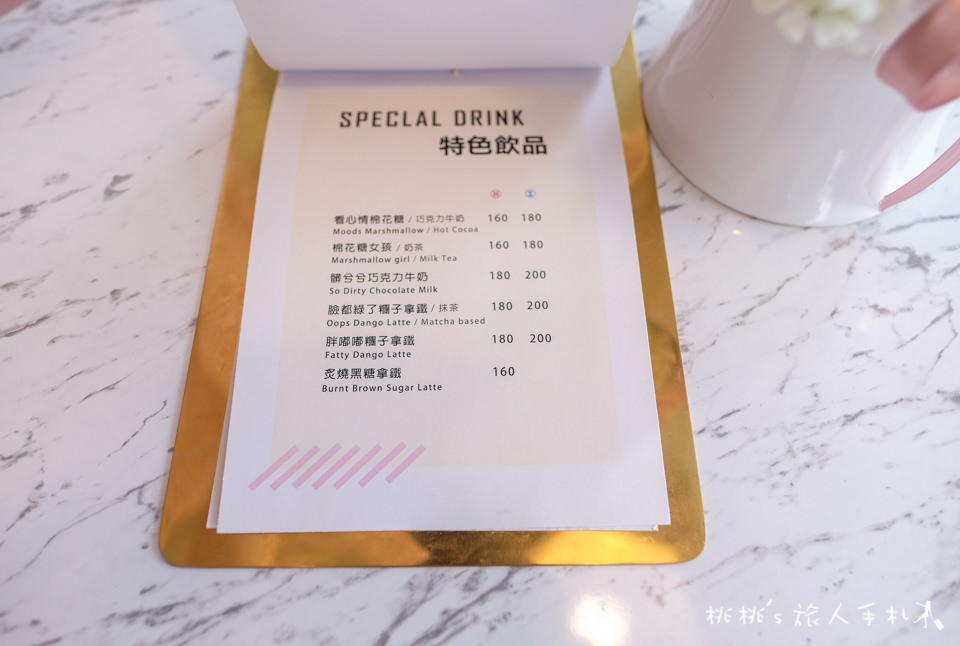 SPECLAL DRINK
特色飲品
看心情棉花糖 / 巧克力牛奶 160 180
Moods Marshmallow / Hot Cocoa
棉花糖女孩 / 奶茶 160 180
Marshmallow girl / Milk Tea
髒兮兮巧克力牛奶 180 200
So Dirty Chocolate Milk
臉都綠了糰子拿鐵 / 抹茶 180 200
Oops Dango Latte / Matcha based
胖嘟嘟糰子拿鐵 180 200
Fatty Dango Latte
炙燒黑糖拿鐵 160
Burnt Brown Sugar Latte
桃桃's 旅人手札